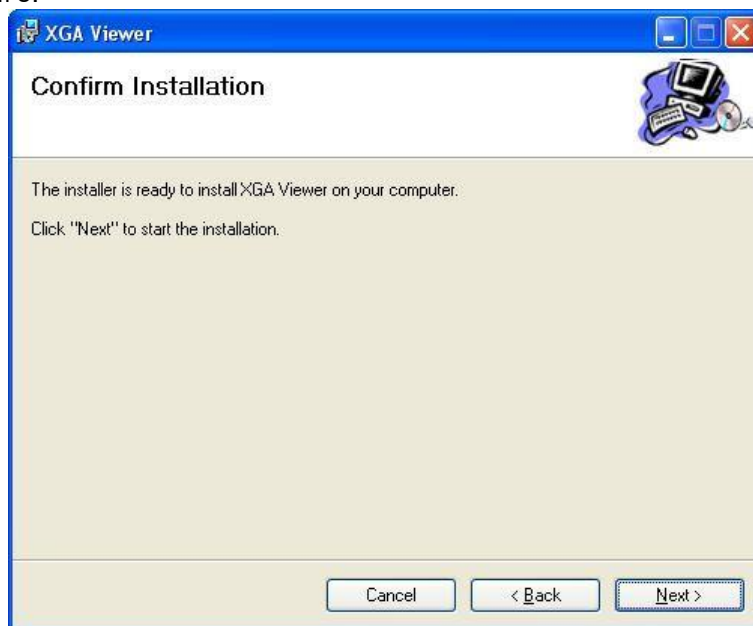 XGA Viewer
Confirm Installation
The installer is ready to install XGA Viewer on your computer.
Click "Next" to start the installation.
Cancel
< Back
Next >